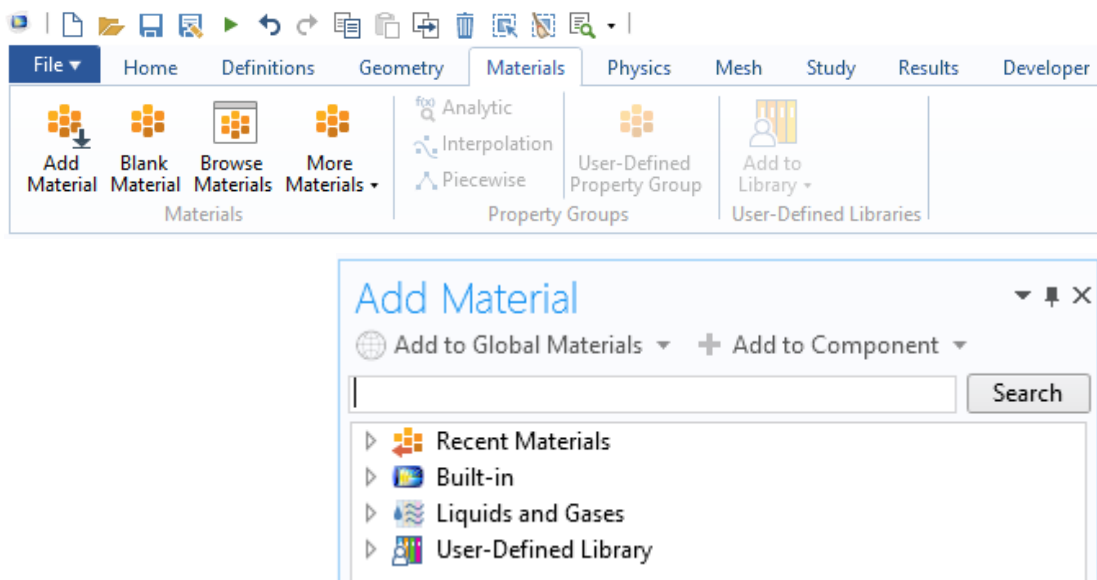 File Home Definitions Geometry Materials Physics Mesh Study Results Developer
Add Material
Blank Material
Browse Materials
More Materials
Materials
f(x) Analytic
Interpolation
Piecewise
User-Defined Property Group
Property Groups
Add to Library
User-Defined Libraries
Add Material
Add to Global Materials Add to Component
Search
Recent Materials
Built-in
Liquids and Gases
User-Defined Library